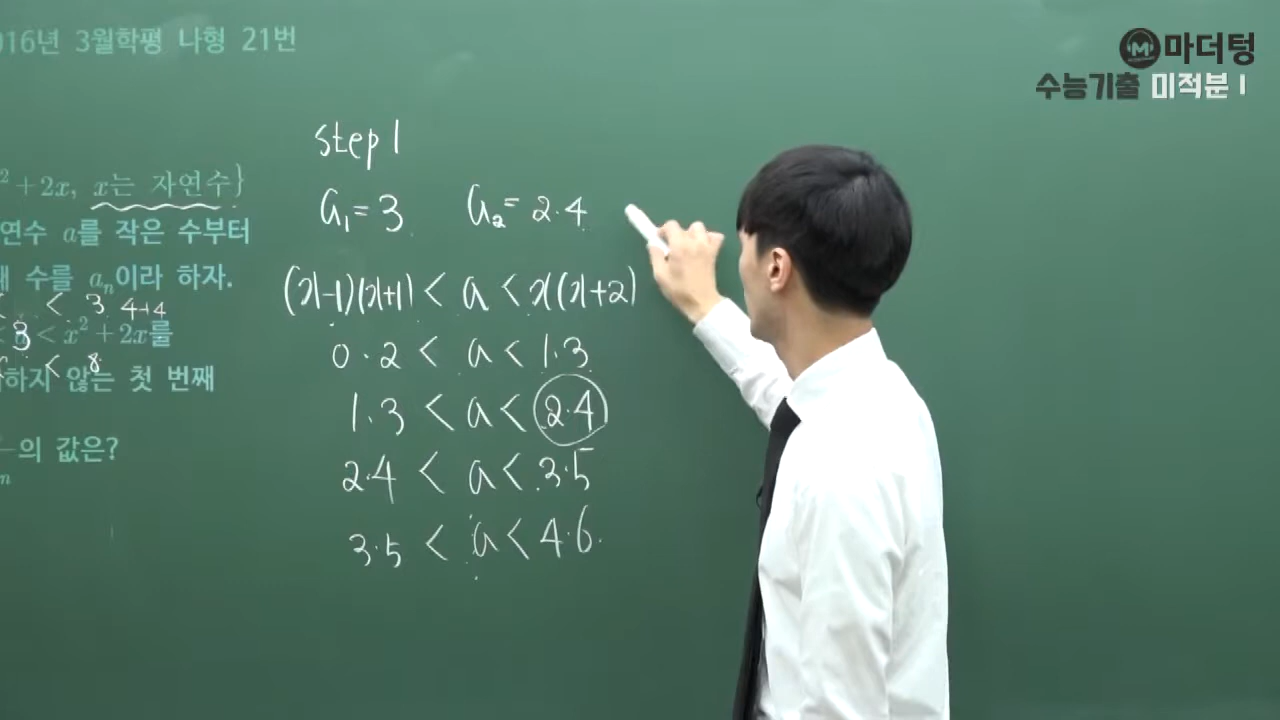 016년 3월학평 나형 21번
마더텅
수능기출 미적분 I
² + 2x, x는 자연수}
연수 a를 작은 수부터
수를 aₙ이라 하자.
< 3 4+4
3
a < x² + 2x를
< 8
하지 않는 첫 번째
의 값은?
n
step 1
a₁=3 a₂=2·4
(x-1)(x+1) < a < x(x+2)
0·2 < a < 1·3
1·3 < a < 2·4
2·4 < a < 3·5
3·5 < a < 4·6